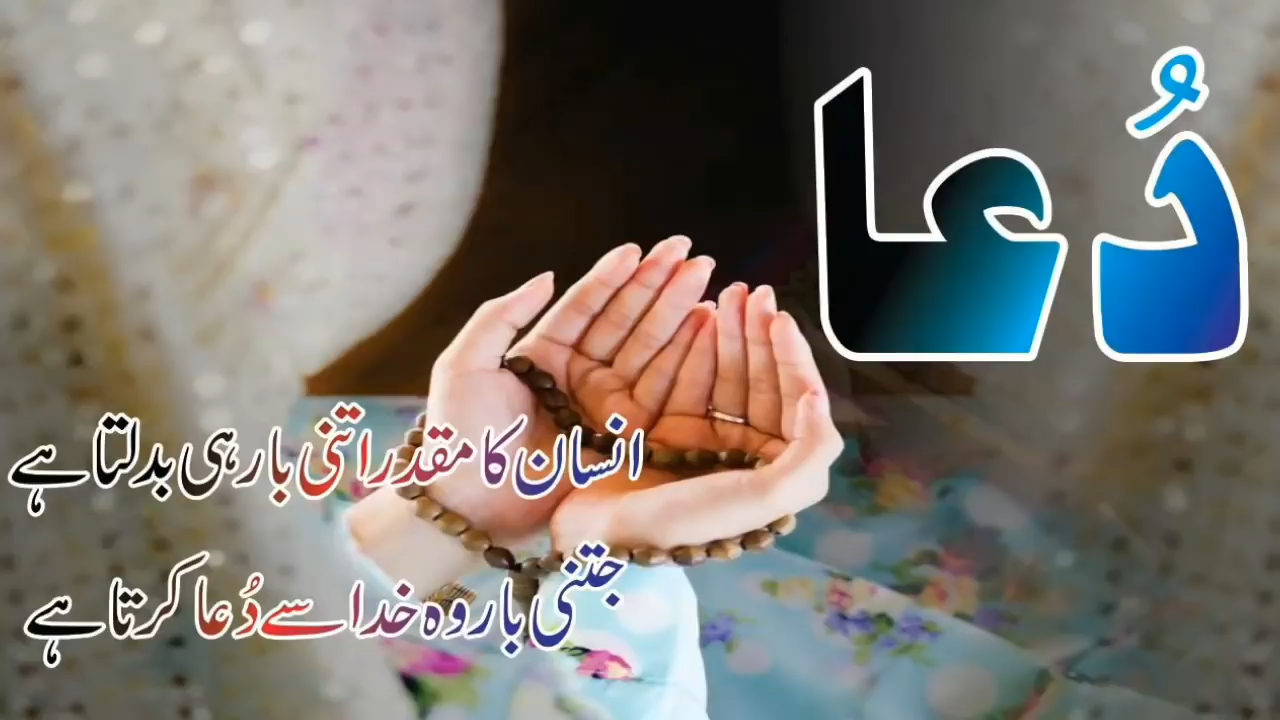 دُعا
انسان کا مقدر اتنی بار ہی بدلتا ہے
جتنی بار وہ خدا سے دُعا کرتا ہے